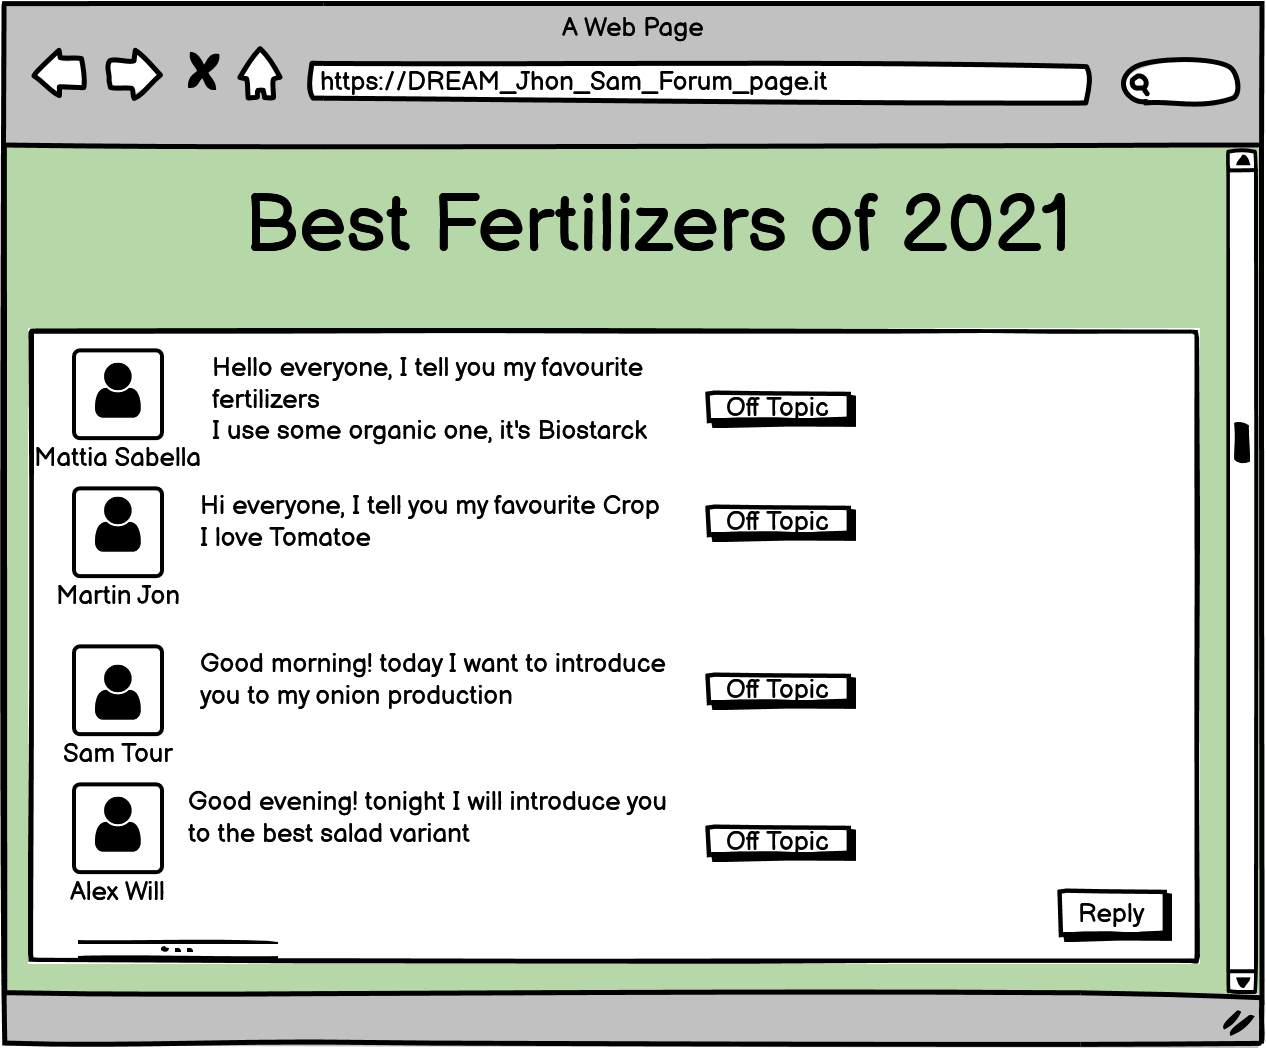 A Web Page
https://DREAM_Jhon_Sam_Forum_page.it
Best Fertilizers of 2021
Hello everyone, I tell you my favourite
fertilizers
I use some organic one, it's Biostarck
Off Topic
Mattia Sabella
Hi everyone, I tell you my favourite Crop
I love Tomatoe
Off Topic
Martin Jon
Good morning! today I want to introduce
you to my onion production
Off Topic
Sam Tour
Good evening! tonight I will introduce you
to the best salad variant
Off Topic
Alex Will
Reply